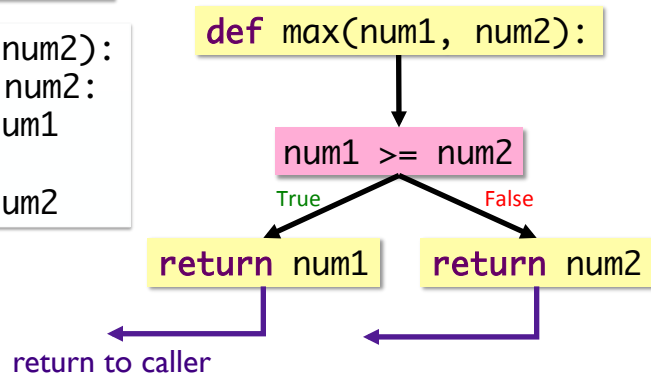 num2):
num2:
um1
um2
def max(num1, num2):
num1 >= num2
True
False
return num1
return num2
return to caller